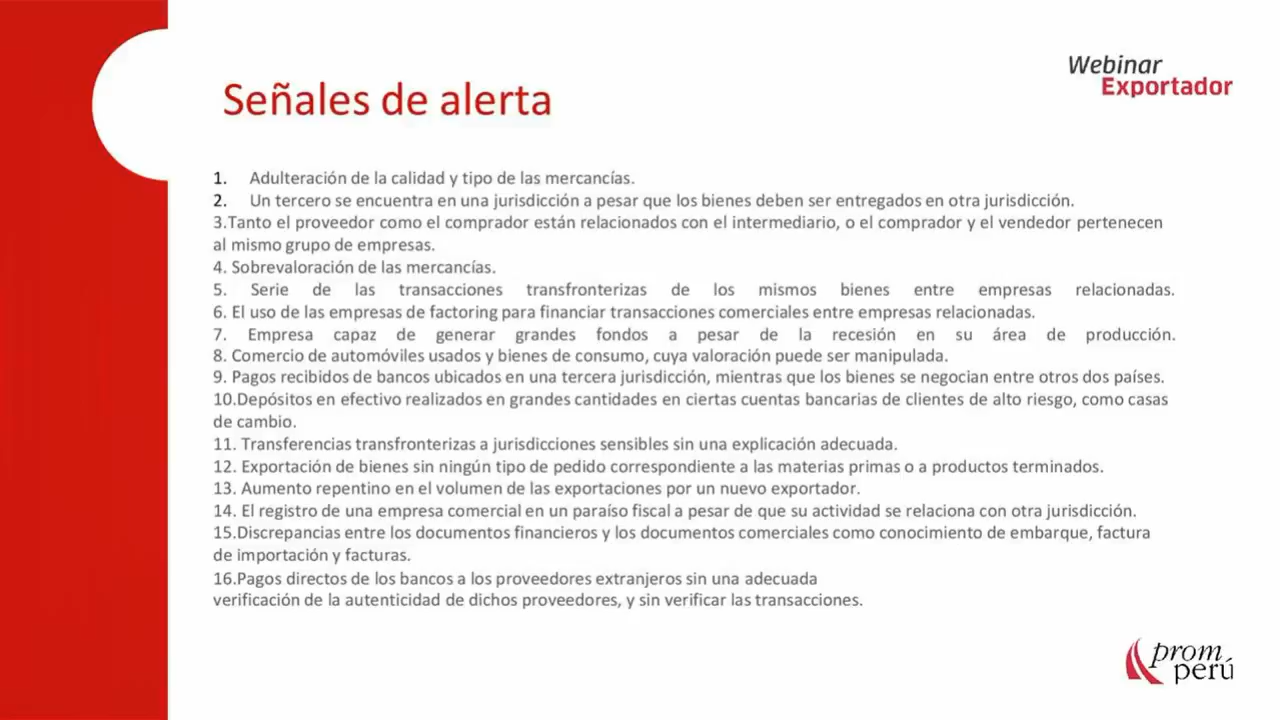 Webinar
Exportador
Señales de alerta
1. Adulteración de la calidad y tipo de las mercancías.
2. Un tercero se encuentra en una jurisdicción a pesar que los bienes deben ser entregados en otra jurisdicción.
3.Tanto el proveedor como el comprador están relacionados con el intermediario, o el comprador y el vendedor pertenecen
al mismo grupo de empresas.
4. Sobrevaloración de las mercancías.
5. Serie de las transacciones transfronterizas de los mismos bienes entre empresas relacionadas.
6. El uso de las empresas de factoring para financiar transacciones comerciales entre empresas relacionadas.
7. Empresa capaz de generar grandes fondos a pesar de la recesión en su área de producción.
8. Comercio de automóviles usados y bienes de consumo, cuya valoración puede ser manipulada.
9. Pagos recibidos de bancos ubicados en una tercera jurisdicción, mientras que los bienes se negocian entre otros dos países.
10.Depósitos en efectivo realizados en grandes cantidades en ciertas cuentas bancarias de clientes de alto riesgo, como casas
de cambio.
11. Transferencias transfronterizas a jurisdicciones sensibles sin una explicación adecuada.
12. Exportación de bienes sin ningún tipo de pedido correspondiente a las materias primas o a productos terminados.
13. Aumento repentino en el volumen de las exportaciones por un nuevo exportador.
14. El registro de una empresa comercial en un paraíso fiscal a pesar de que su actividad se relaciona con otra jurisdicción.
15.Discrepancias entre los documentos financieros y los documentos comerciales como conocimiento de embarque, factura
de importación y facturas.
16.Pagos directos de los bancos a los proveedores extranjeros sin una adecuada
verificación de la autenticidad de dichos proveedores, y sin verificar las transacciones.
prom
perú